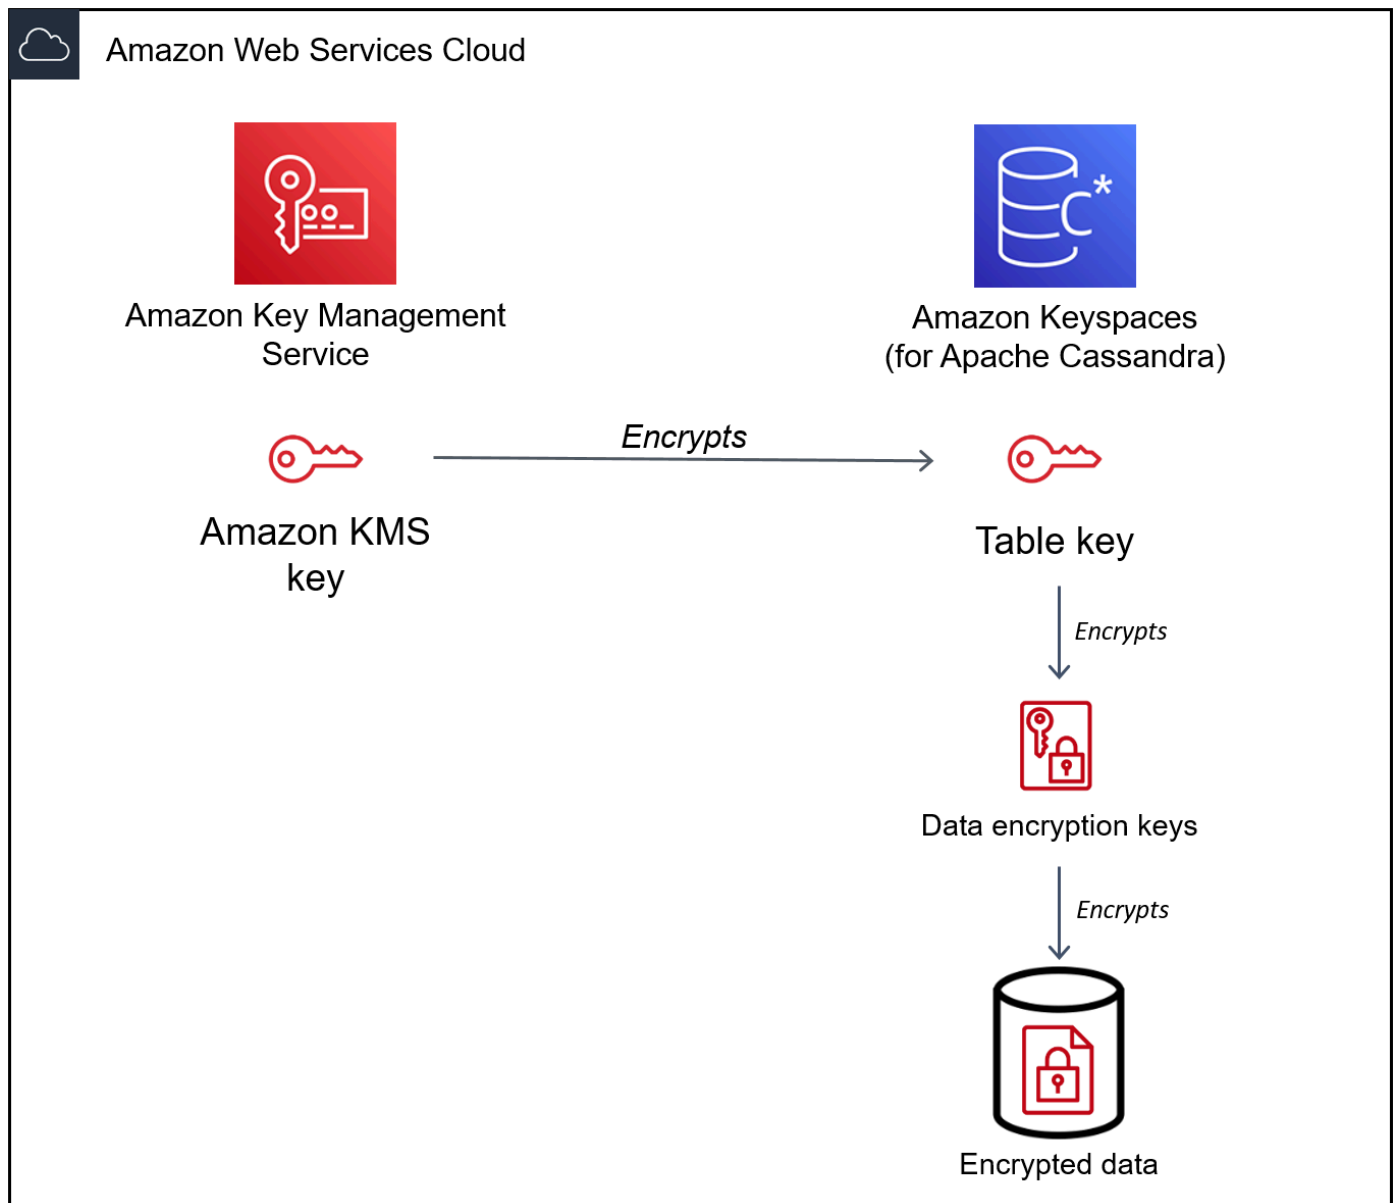 Amazon Web Services Cloud
C*
Amazon Key Management
Service
Amazon Keyspaces
(for Apache Cassandra)
Encrypts
Amazon KMS
key
Table key
Encrypts
Data encryption keys
Encrypts
Encrypted data